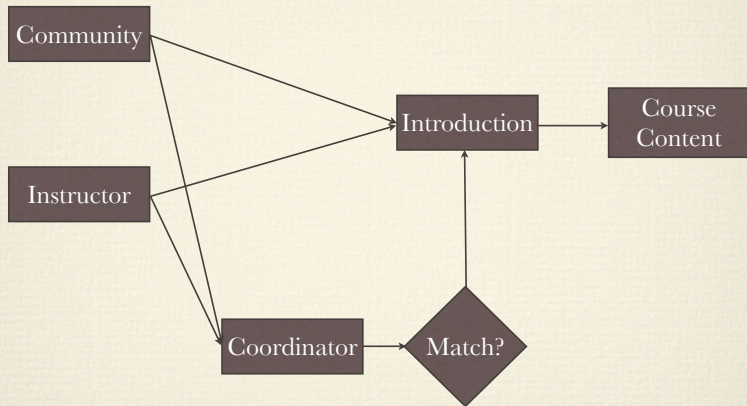 Community
Introduction
Course
Content
Instructor
Coordinator
Match?